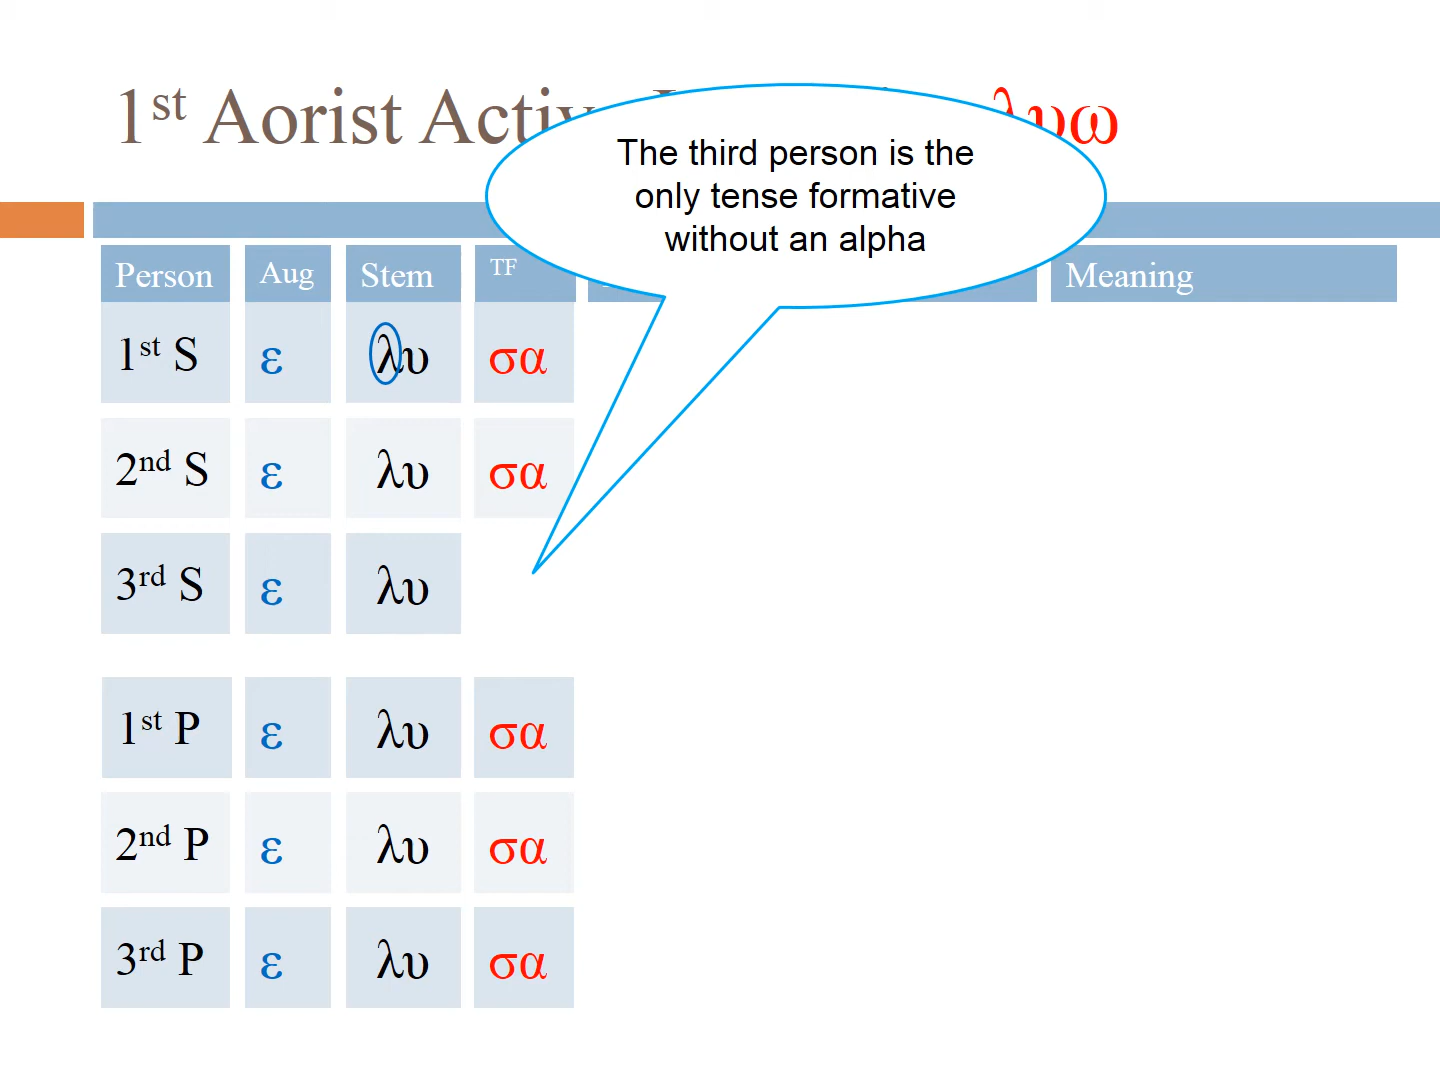 1st Aorist Activ λυω
The third person is the
only tense formative
without an alpha
Person Aug Stem TF Meaning
1st S ε λυ σα
2nd S ε λυ σα
3rd S ε λυ
1st P ε λυ σα
2nd P ε λυ σα
3rd P ε λυ σα